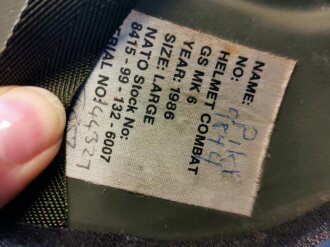 NAME:
NO:
HELMET COMBAT
GS MK 6
YEAR: 1986
SIZE: LARGE
NATO Stock No:
8415 - 99 - 132 - 6007
SERIAL NO: